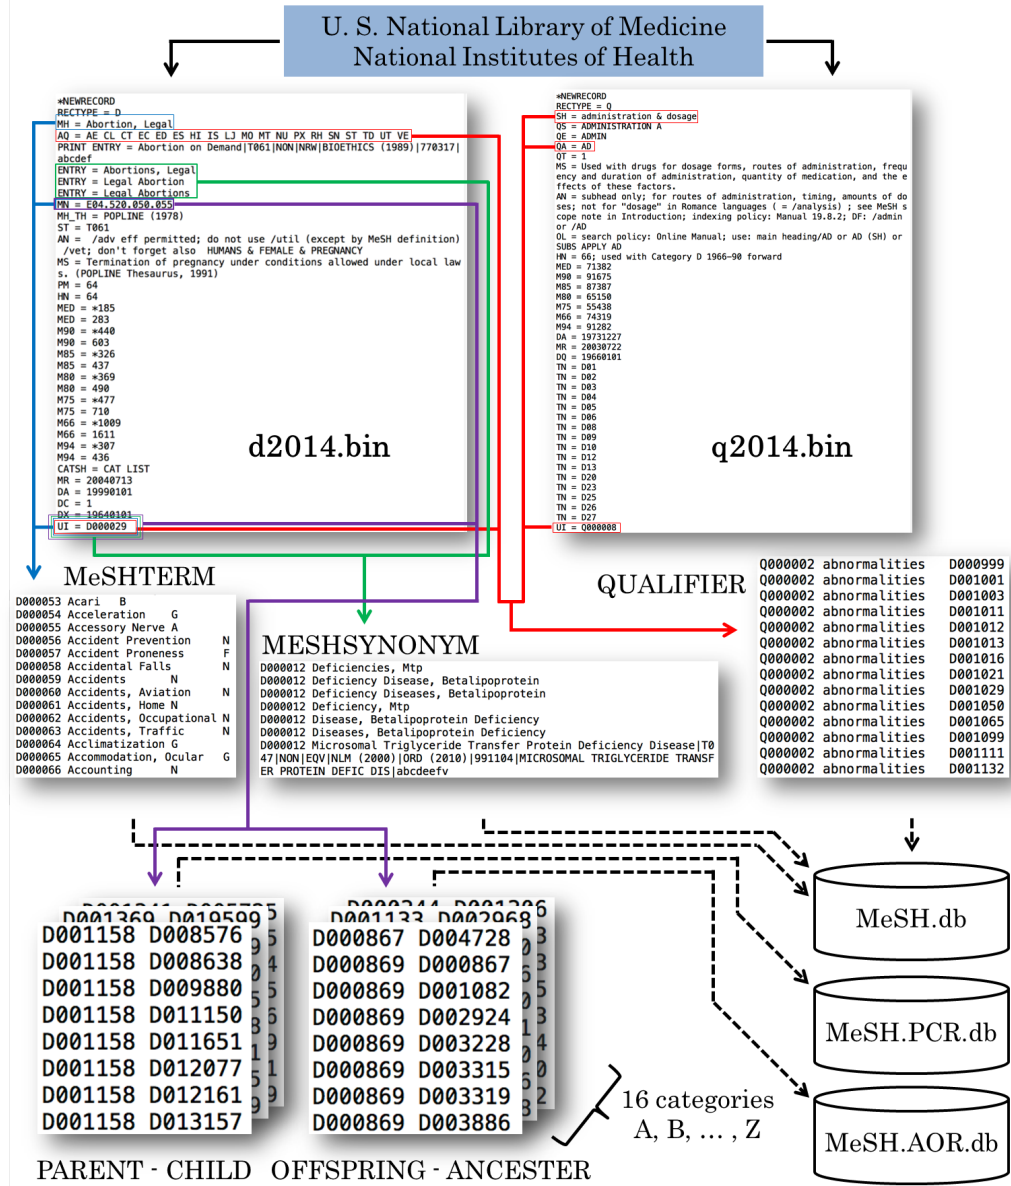 U. S. National Library of Medicine
National Institutes of Health
*NEWRECORD
RECTYPE = D
MH = Abortion, Legal
AQ = AE CL CT EC ED ES HI IS LJ MO MT NU PX RH SN ST TD UT VE
PRINT ENTRY = Abortion on Demand|T061|NON|NRW|BIOETHICS (1989)|770317|
abcdef
ENTRY = Abortions, Legal
ENTRY = Legal Abortion
ENTRY = Legal Abortions
MN = E04.520.050.055
MH_TH = POPLINE (1978)
ST = T061
AN = /adv eff permitted; do not use /util (except by MeSH definition)
/vet; don't forget also HUMANS & FEMALE & PREGNANCY
MS = Termination of pregnancy under conditions allowed under local law
s. (POPLINE Thesaurus, 1991)
PM = 64
HN = 64
MED = *185
MED = 283
M90 = *440
M90 = 603
M85 = *326
M85 = 437
M80 = *369
M80 = 490
M75 = *477
M75 = 710
M66 = *1009
M66 = 1611
M94 = *307
M94 = 436
CATSH = CAT LIST
MR = 20040713
DA = 19990101
DC = 1
DX = 19640101
UI = D000029
d2014.bin
*NEWRECORD
RECTYPE = Q
SH = administration & dosage
QS = ADMINISTRATION A
QE = ADMIN
QA = AD
QT = 1
MS = Used with drugs for dosage forms, routes of administration, frequ
ency and duration of administration, quantity of medication, and the e
ffects of these factors.
AN = subhead only; for routes of administration, timing, amounts of do
ses; not for "dosage" in Romance languages ( = /analysis) ; see MeSH s
cope note in Introduction; indexing policy: Manual 19.8.2; DF: /admin
or /AD
OL = search policy: Online Manual; use: main heading/AD or AD (SH) or
SUBS APPLY AD
HN = 66; used with Category D 1966-90 forward
MED = 71382
M90 = 91675
M85 = 87387
M80 = 65150
M75 = 55438
M66 = 74319
M94 = 91282
DA = 19731227
MR = 20030722
DQ = 19660101
TN = D01
TN = D02
TN = D03
TN = D04
TN = D05
TN = D06
TN = D08
TN = D09
TN = D10
TN = D12
TN = D13
TN = D20
TN = D23
TN = D25
TN = D26
TN = D27
UI = Q000008
q2014.bin
MeSHTERM
D000053 Acari B
D000054 Acceleration G
D000055 Accessory Nerve A
D000056 Accident Prevention N
D000057 Accident Proneness F
D000058 Accidental Falls N
D000059 Accidents N
D000060 Accidents, Aviation N
D000061 Accidents, Home N
D000062 Accidents, Occupational N
D000063 Accidents, Traffic N
D000064 Acclimatization G
D000065 Accommodation, Ocular G
D000066 Accounting N
MESHSYNONYM
D000012 Deficiencies, Mtp
D000012 Deficiency Disease, Betalipoprotein
D000012 Deficiency Diseases, Betalipoprotein
D000012 Deficiency, Mtp
D000012 Disease, Betalipoprotein Deficiency
D000012 Diseases, Betalipoprotein Deficiency
D000012 Microsomal Triglyceride Transfer Protein Deficiency Disease|T0
47|NON|EQV|NLM (2000)|ORD (2010)|991104|MICROSOMAL TRIGLYCERIDE TRANSF
ER PROTEIN DEFIC DIS|abcdeefv
QUALIFIER
Q000002 abnormalities D000999
Q000002 abnormalities D001001
Q000002 abnormalities D001003
Q000002 abnormalities D001011
Q000002 abnormalities D001012
Q000002 abnormalities D001013
Q000002 abnormalities D001016
Q000002 abnormalities D001021
Q000002 abnormalities D001029
Q000002 abnormalities D001050
Q000002 abnormalities D001065
Q000002 abnormalities D001099
Q000002 abnormalities D001111
Q000002 abnormalities D001132
D001369 D019599
D001158 D008576
D001158 D008638
D001158 D009880
D001158 D011150
D001158 D011651
D001158 D012077
D001158 D012161
D001158 D013157
PARENT - CHILD
D001133 D002968
D000867 D004728
D000869 D000867
D000869 D001082
D000869 D002924
D000869 D003228
D000869 D003315
D000869 D003319
D000869 D003886
OFFSPRING - ANCESTER
16 categories
A, B, ... , Z
MeSH.db
MeSH.PCR.db
MeSH.AOR.db